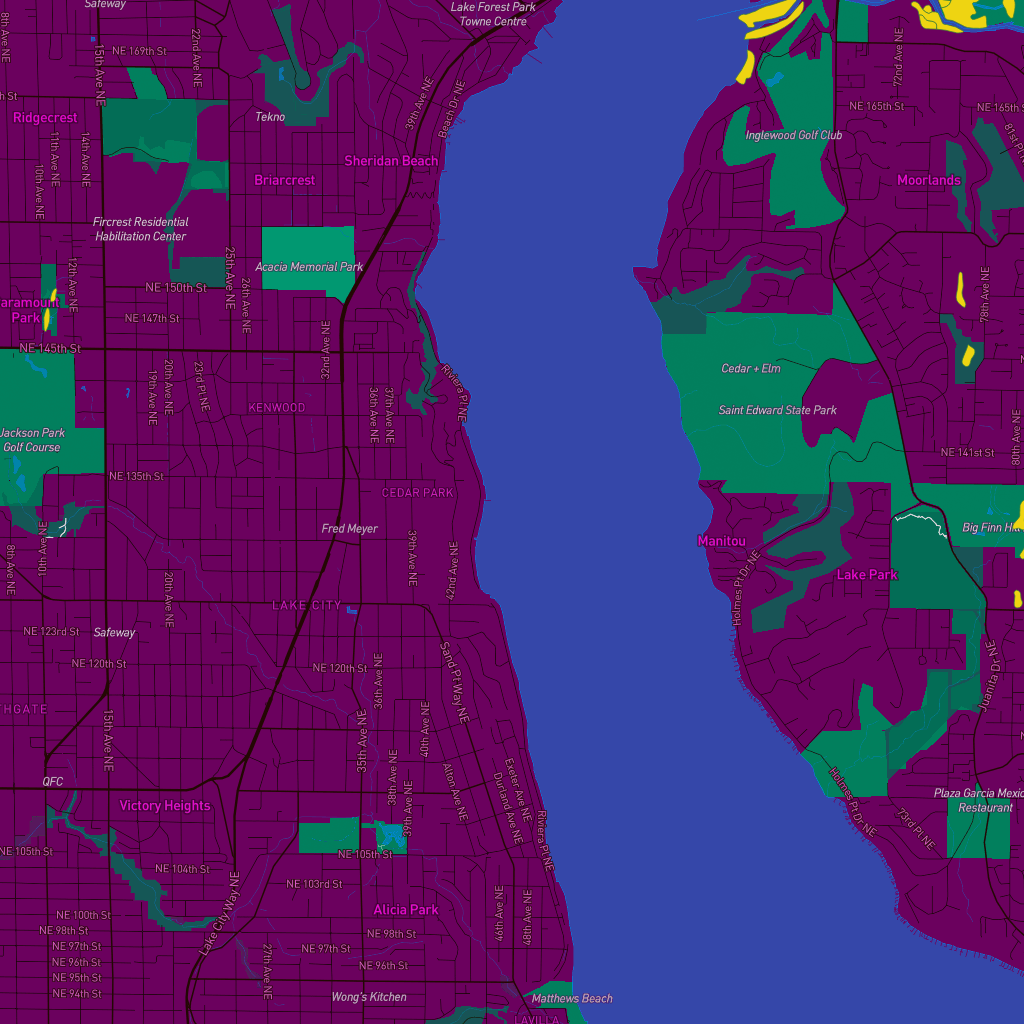 Safeway
Lake Forest Park
Towne Centre
8th Ave NE
15th Ave NE
22nd Ave NE
NE 169th St
72nd Ave NE
39th Ave NE
Beach Dr NE
NE 165th St
NE 165th St
81st Pl NE
Ridgecrest
Tekno
Inglewood Golf Club
11th Ave NE
14th Ave NE
10th Ave NE
Sheridan Beach
Briarcrest
Moorlands
Fircrest Residential
Habilitation Center
12th Ave NE
25th Ave NE
26th Ave NE
Acacia Memorial Park
NE 150th St
78th Ave NE
Park
NE 147th St
32nd Ave NE
NE 145th St
20th Ave NE
19th Ave NE
23rd Pl NE
36th Ave NE
37th Ave NE
Riviera Pl NE
Cedar + Elm
KENWOOD
Saint Edward State Park
80th Ave NE
Jackson Park
Golf Course
NE 141st St
NE 135th St
CEDAR PARK
Fred Meyer
Big Finn Hill
10th Ave NE
8th Ave NE
39th Ave NE
42nd Ave NE
Manitou
Holmes Pt Dr NE
Lake Park
20th Ave NE
LAKE CITY
NE 123rd St
Safeway
NE 120th St
NE 120th St
36th Ave NE
Sand Pt Way NE
Juanita Dr NE
15th Ave NE
35th Ave NE
40th Ave NE
QFC
38th Ave NE
39th Ave NE
Alton Ave NE
Exeter Ave NE
Durland Ave NE
Riviera Pl NE
Holmes Pt Dr NE
73rd Pl NE
Victory Heights
Plaza Garcia Mexic
Restaurant
NE 105th St
NE 105th St
NE 104th St
NE 103rd St
Lake City Way NE
Alicia Park
46th Ave NE
48th Ave NE
NE 100th St
NE 98th St
NE 98th St
NE 97th St
NE 97th St
27th Ave NE
NE 96th St
NE 96th St
NE 95th St
NE 94th St
Wong's Kitchen
Matthews Beach
LAVILLA